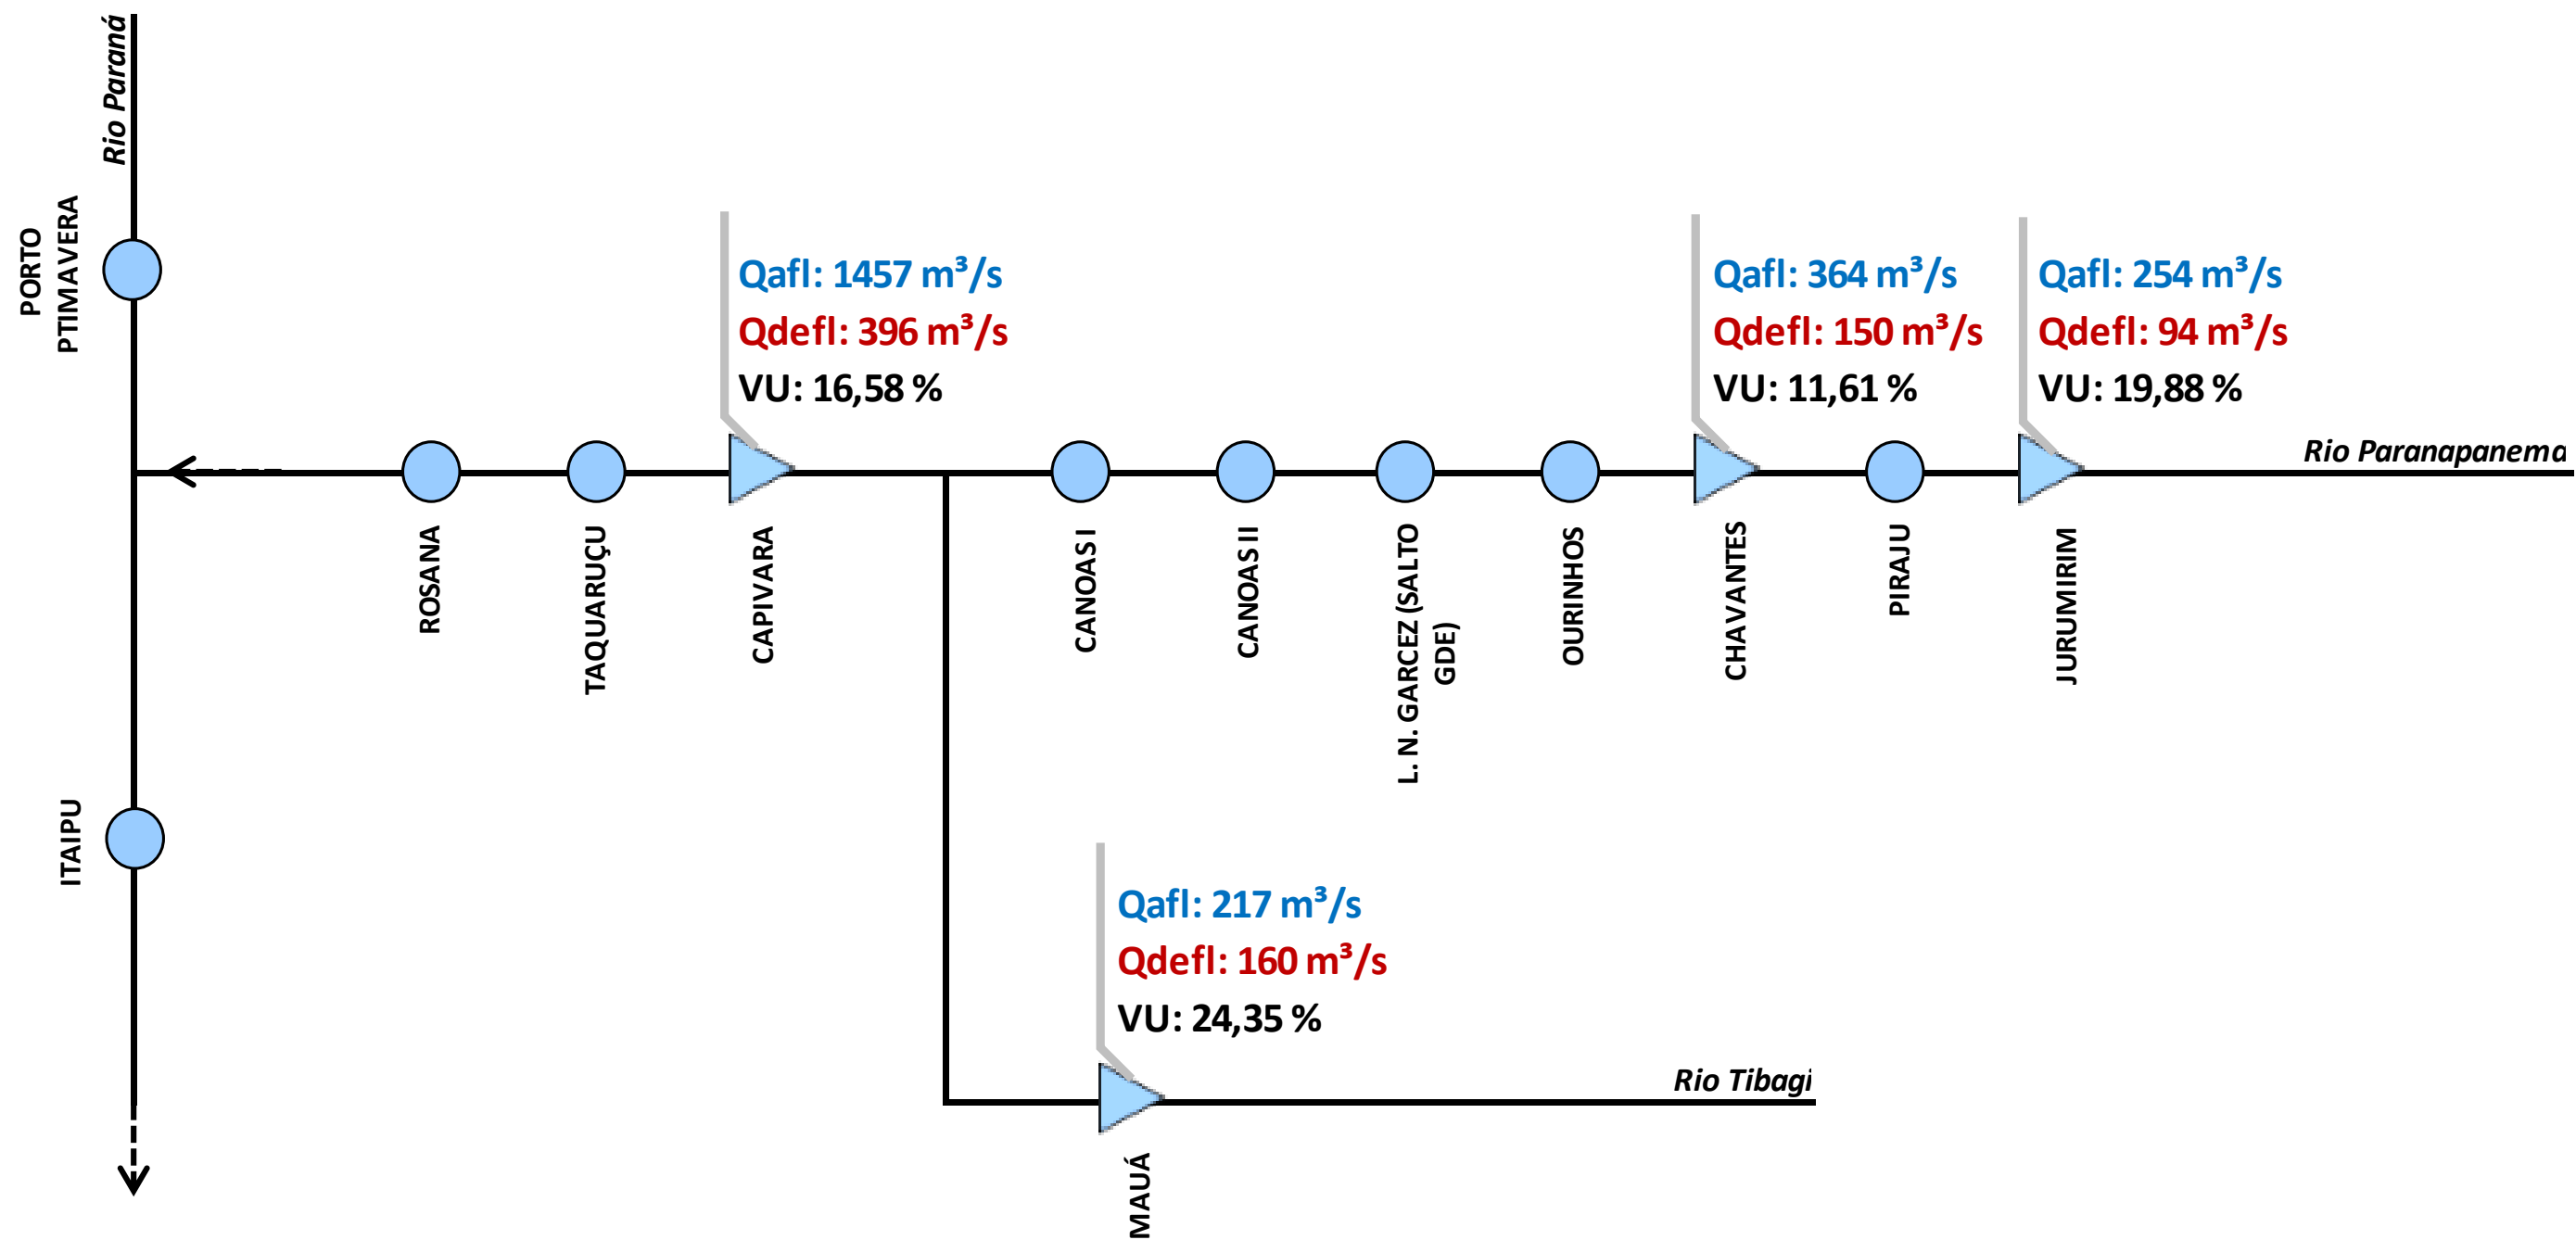 Rio Paraná
PORTO
PTIMAVERA
Qafl: 1457 m³/s
Qdefl: 396 m³/s
VU: 16,58 %
Qafl: 364 m³/s
Qdefl: 150 m³/s
VU: 11,61 %
Qafl: 254 m³/s
Qdefl: 94 m³/s
VU: 19,88 %
Rio Paranapanema
ROSANA
TAQUARUÇU
CAPIVARA
CANOAS I
CANOAS II
L. N. GARCEZ (SALTO
GDE)
OURINHOS
CHAVANTES
PIRAJU
JURUMIRIM
ITAIPU
Qafl: 217 m³/s
Qdefl: 160 m³/s
VU: 24,35 %
Rio Tibagi
MAUÁ